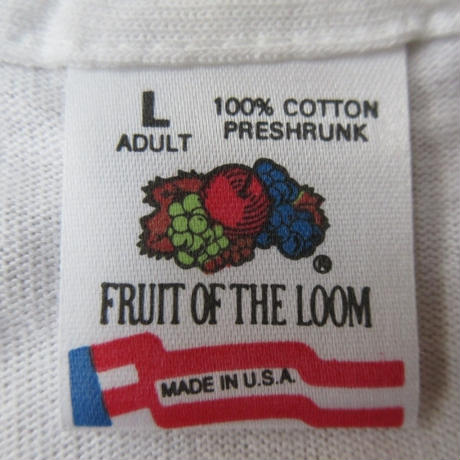 L
ADULT
100% COTTON
PRESHRUNK
®
FRUIT OF THE LOOM
MADE IN U.S.A.